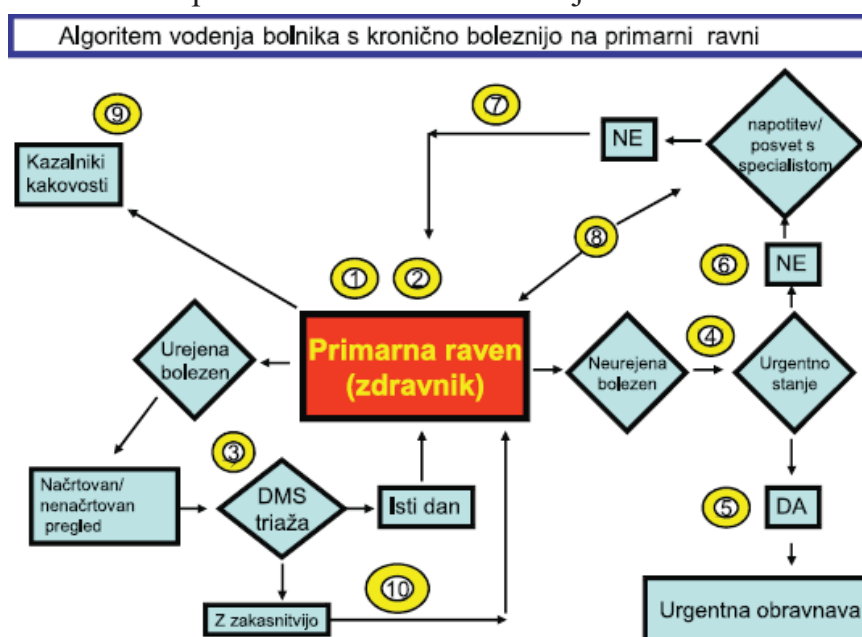 Algoritem vodenja bolnika s kronično boleznijo na primarni ravni
9
7
Kazalniki
kakovosti
NE
napotitev/
posvet s
specialistom
8
6
NE
1
2
Urejena
bolezen
Primarna raven
(zdravnik)
Neurejena
bolezen
4
Urgentno
stanje
3
Načrtovan/
nenačrtovan
pregled
DMS
triaža
Isti dan
5
DA
10
Z zakasnitvijo
Urgentna obravnava